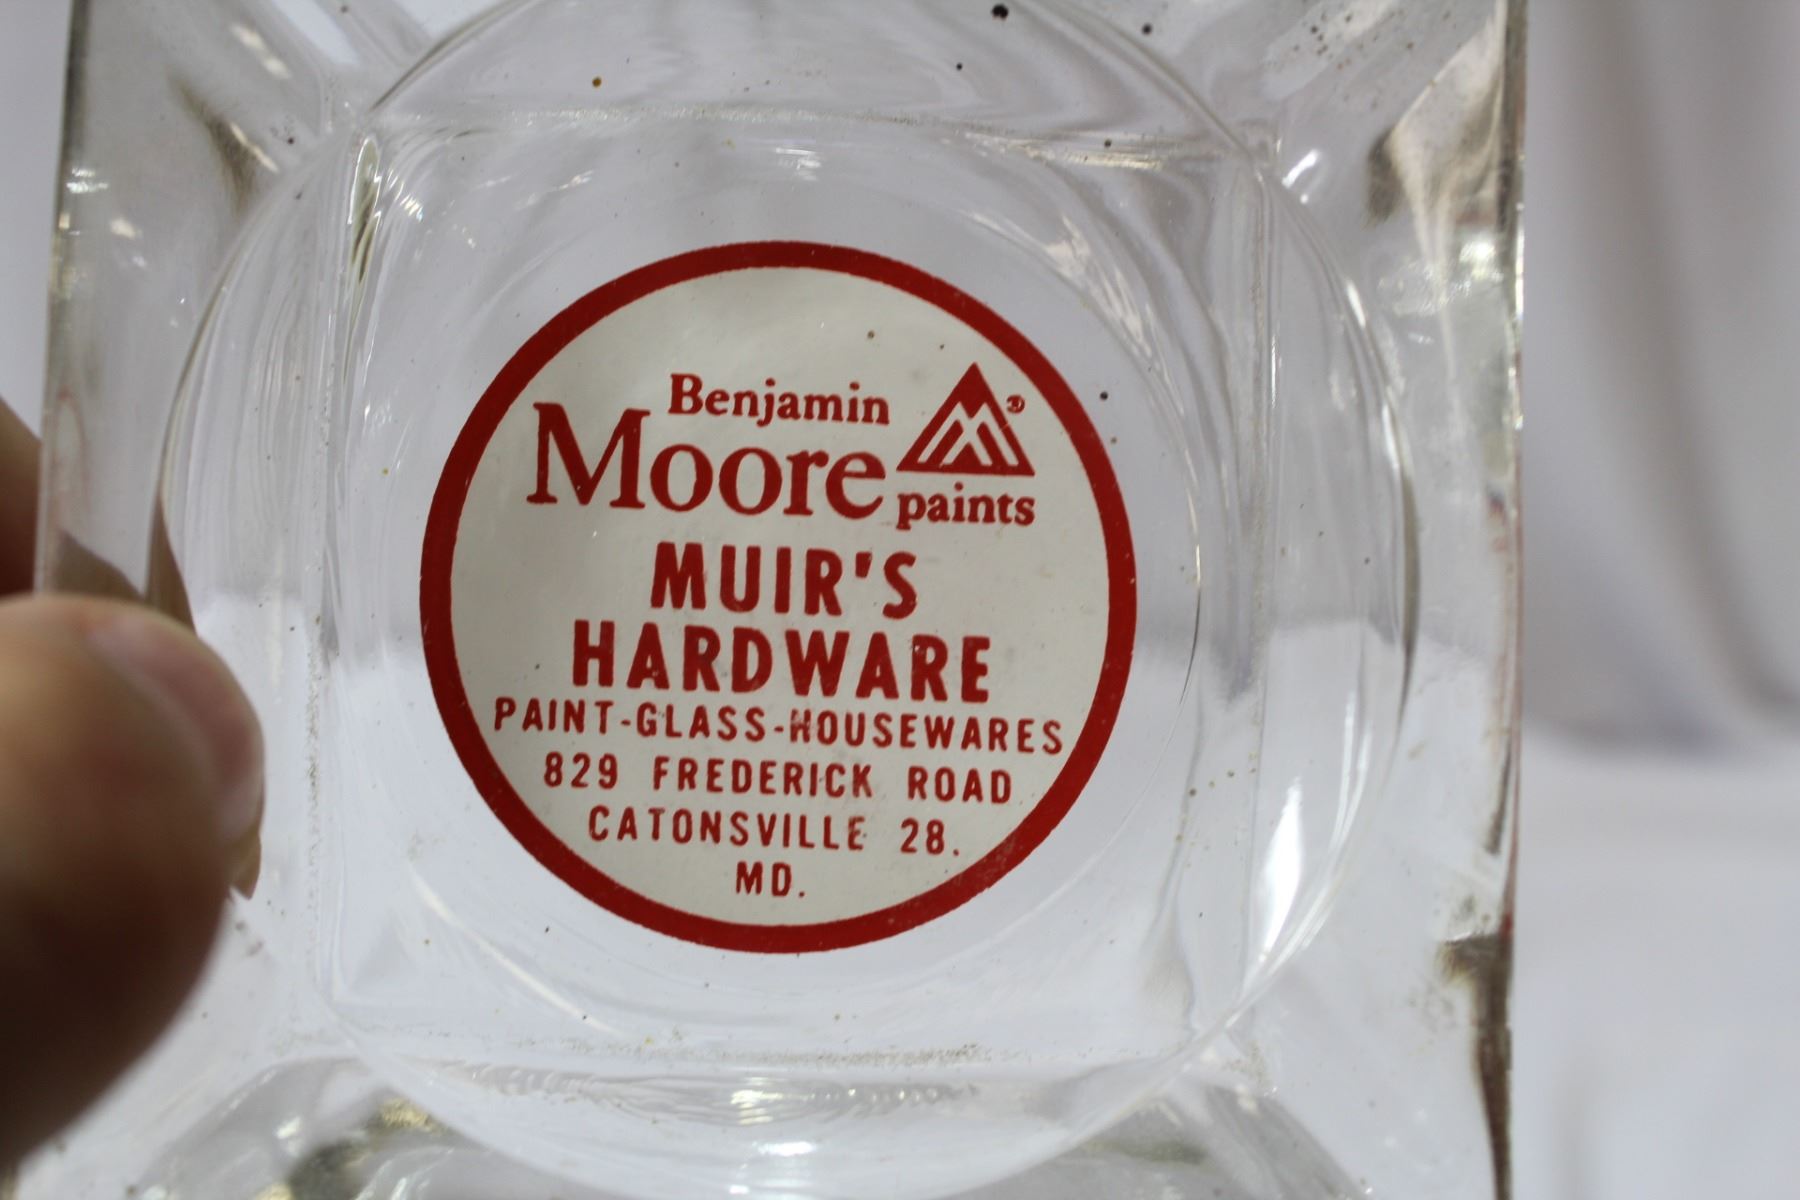 Benjamin
Moore paints
MUIR'S
HARDWARE
PAINT-GLASS-HOUSEWARES
829 FREDERICK ROAD
CATONSVILLE 28.
MD.